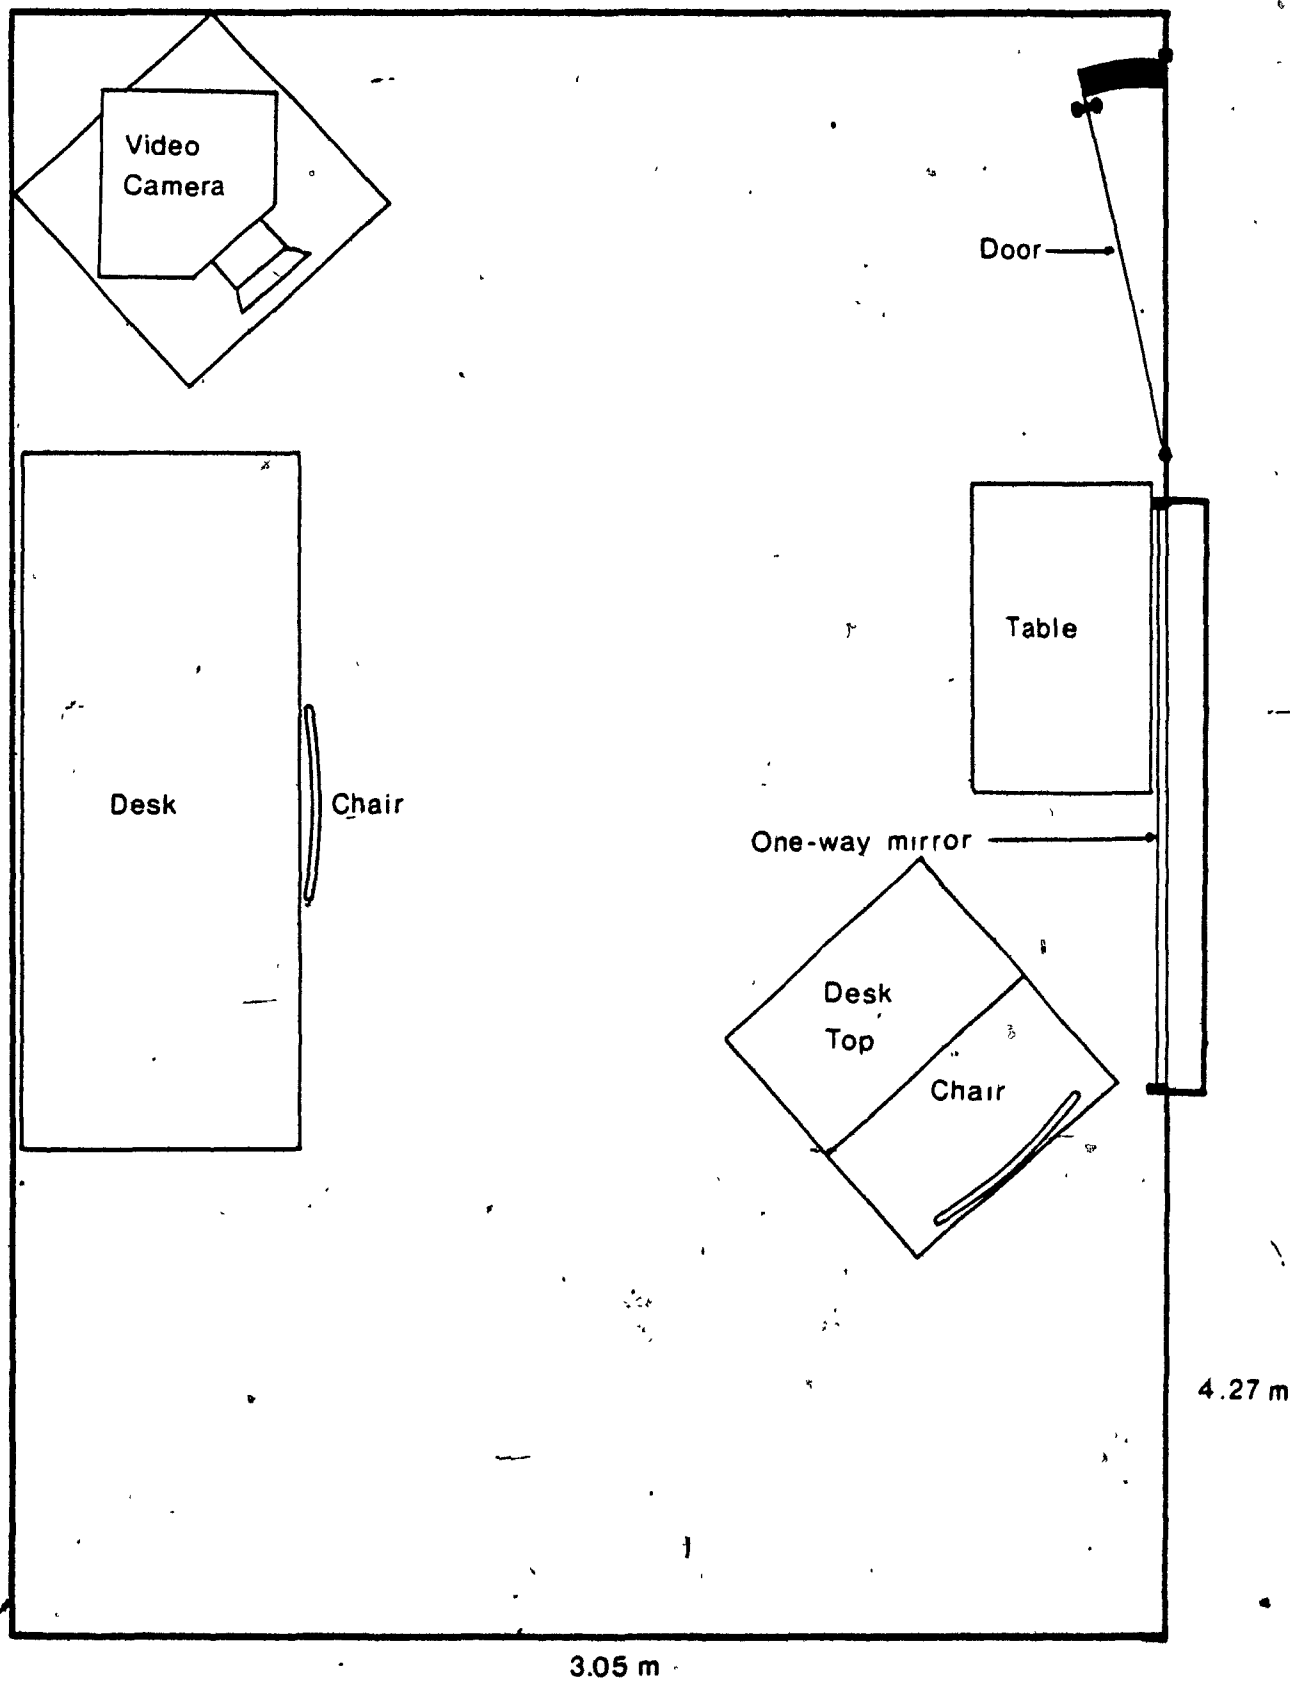 Video
Camera
Door
Table
Desk
Chair
One-way mirror
Desk
Top
Chair
4.27 m
3.05 m